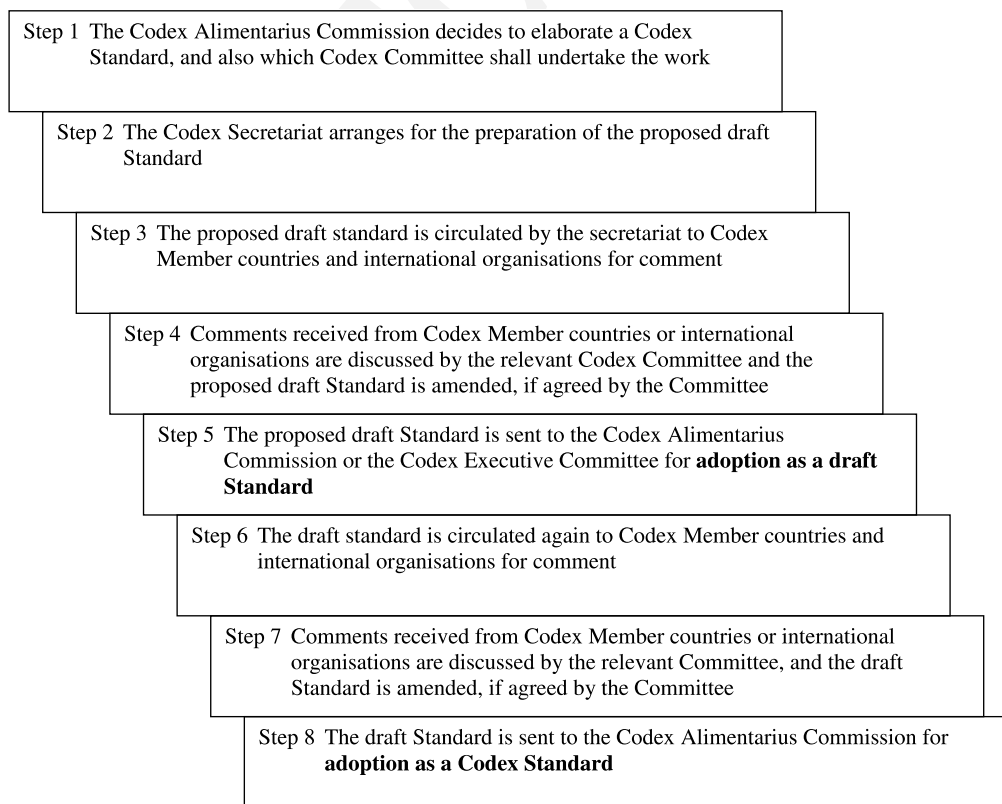 Step 1 The Codex Alimentarius Commission decides to elaborate a Codex
Standard, and also which Codex Committee shall undertake the work
Step 2 The Codex Secretariat arranges for the preparation of the proposed draft
Standard
Step 3 The proposed draft standard is circulated by the secretariat to Codex
Member countries and international organisations for comment
Step 4 Comments received from Codex Member countries or international
organisations are discussed by the relevant Codex Committee and the
proposed draft Standard is amended, if agreed by the Committee
Step 5 The proposed draft Standard is sent to the Codex Alimentarius
Commission or the Codex Executive Committee for adoption as a draft
Standard
Step 6 The draft standard is circulated again to Codex Member countries and
international organisations for comment
Step 7 Comments received from Codex Member countries or international
organisations are discussed by the relevant Committee, and the draft
Standard is amended, if agreed by the Committee
Step 8 The draft Standard is sent to the Codex Alimentarius Commission for
adoption as a Codex Standard